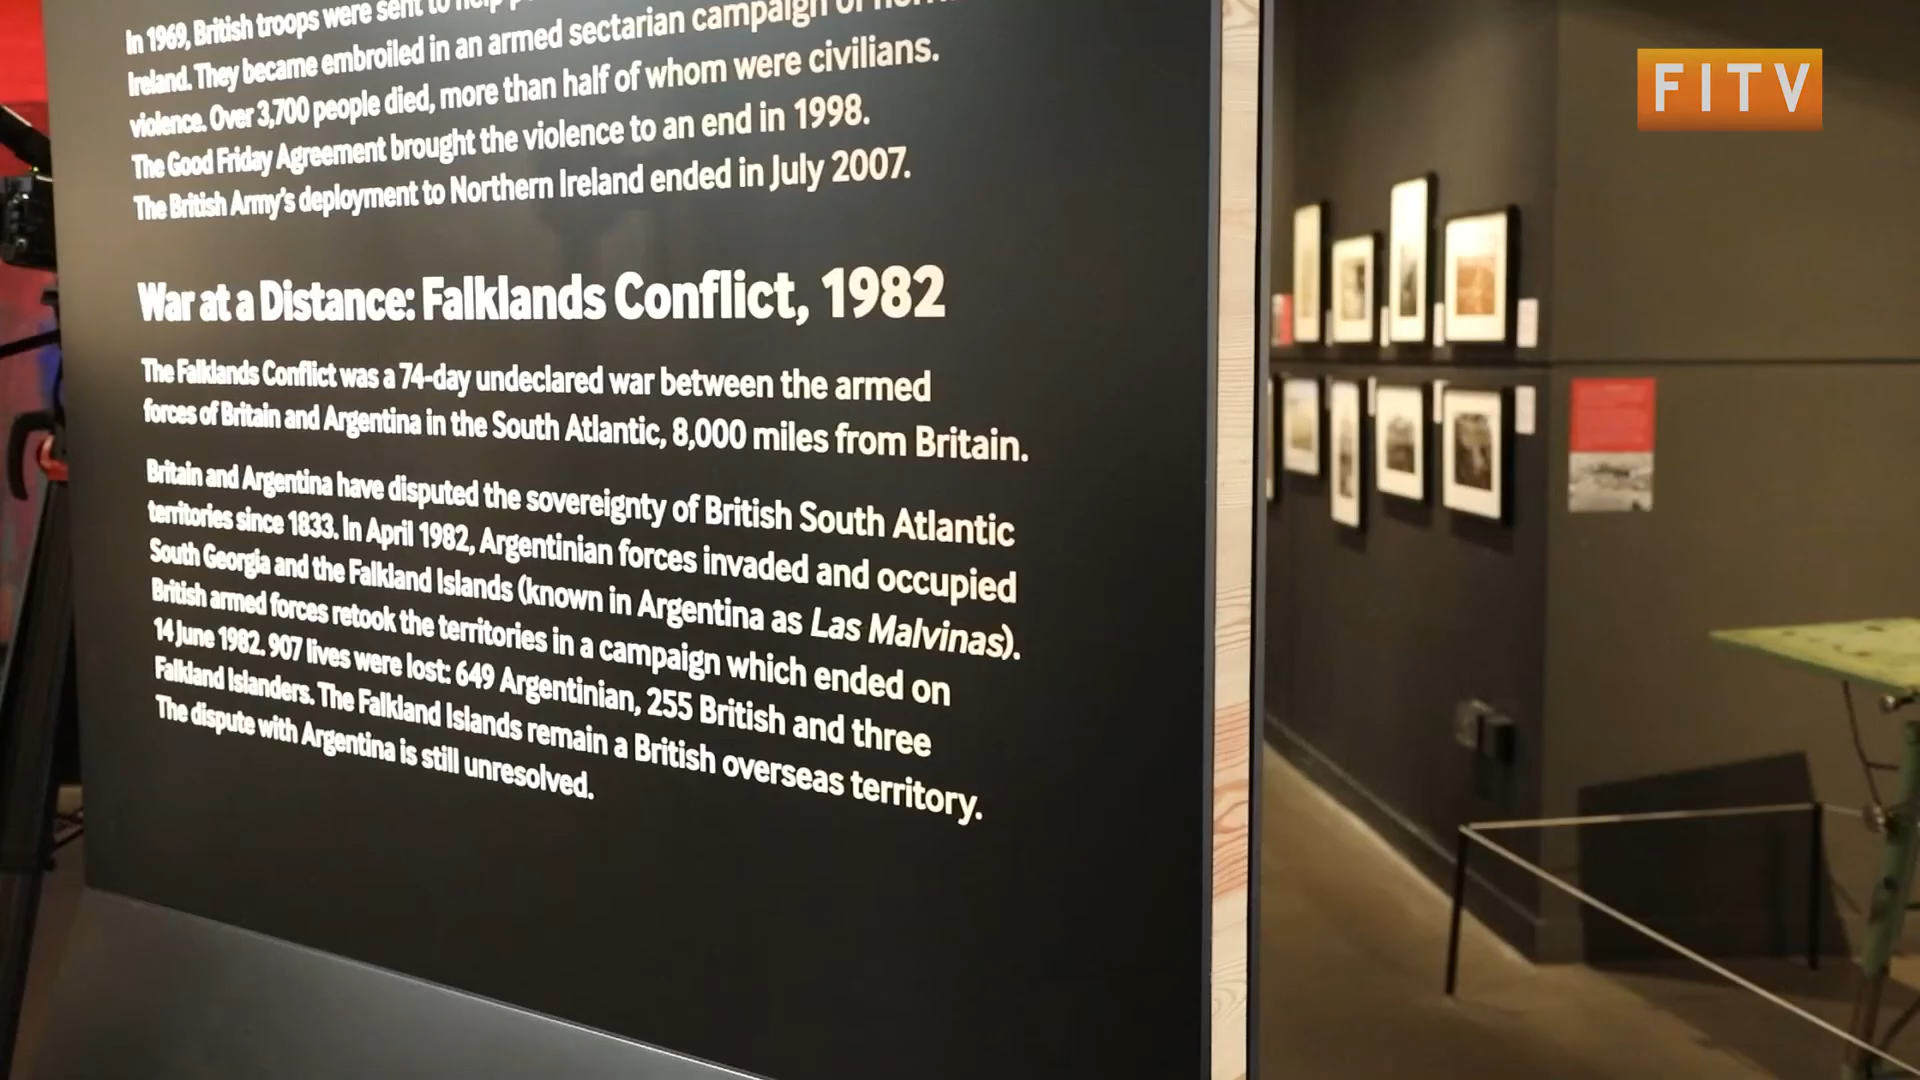 In 1969, British troops were sent to help
Ireland. They became embroiled in an armed sectarian campaign of
violence. Over 3,700 people died, more than half of whom were civilians.
The Good Friday Agreement brought the violence to an end in 1998.
The British Army's deployment to Northern Ireland ended in July 2007.
War at a Distance: Falklands Conflict, 1982
The Falklands Conflict was a 74-day undeclared war between the armed
forces of Britain and Argentina in the South Atlantic, 8,000 miles from Britain.
Britain and Argentina have disputed the sovereignty of British South Atlantic
territories since 1833. In April 1982, Argentinian forces invaded and occupied
South Georgia and the Falkland Islands (known in Argentina as Las Malvinas).
British armed forces retook the territories in a campaign which ended on
14 June 1982. 907 lives were lost: 649 Argentinian, 255 British and three
Falkland Islanders. The Falkland Islands remain a British overseas territory.
The dispute with Argentina is still unresolved.
FITV